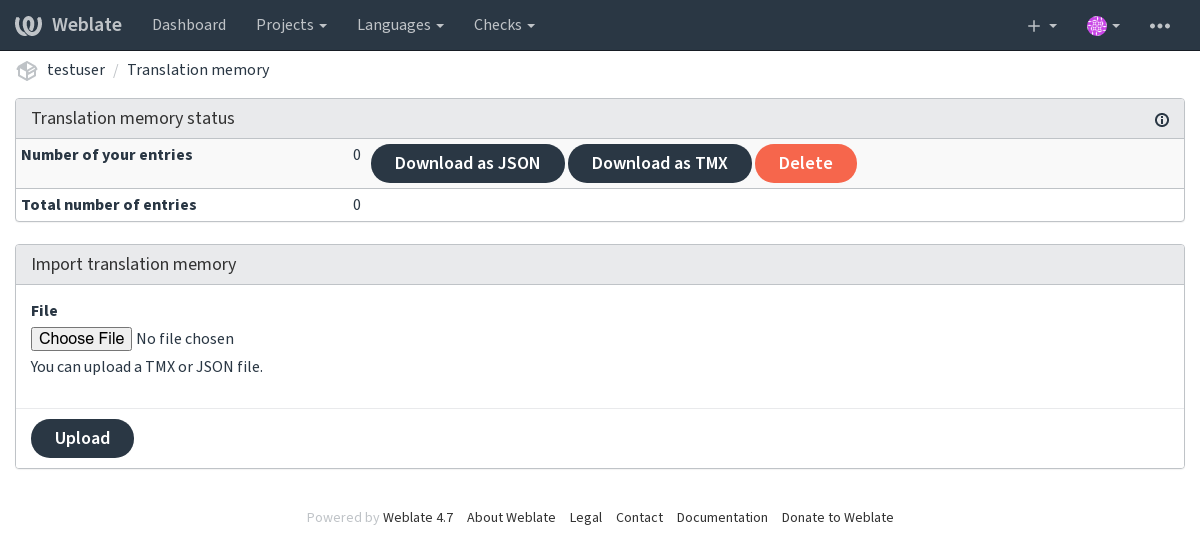 Weblate Dashboard Projects Languages Checks
testuser / Translation memory
Translation memory status
Number of your entries 0 Download as JSON Download as TMX Delete
Total number of entries 0
Import translation memory
File
Choose File No file chosen
You can upload a TMX or JSON file.
Upload
Powered by Weblate 4.7 About Weblate Legal Contact Documentation Donate to Weblate